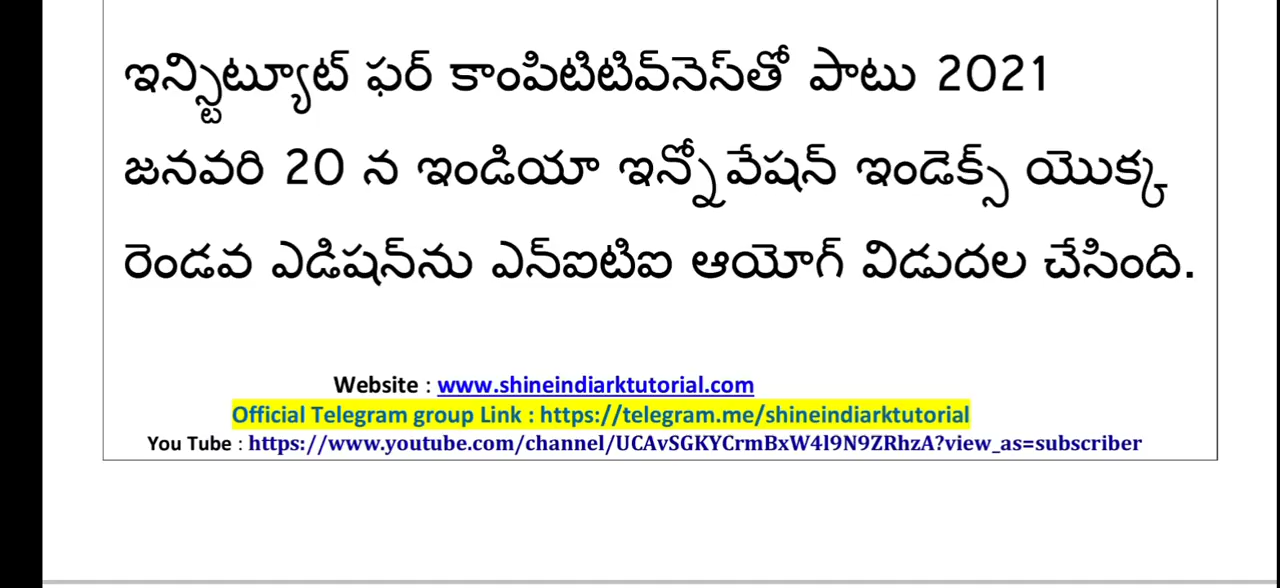 ఇన్స్టిట్యూట్ ఫర్ కాంపిటిటివ్‌నెస్‌తో పాటు 2021
జనవరి 20 న ఇండియా ఇన్నోవేషన్ ఇండెక్స్ యొక్క
రెండవ ఎడిషన్‌ను ఎన్ఐటిఐ ఆయోగ్ విడుదల చేసింది.
Website : www.shineindiarktutorial.com
Official Telegram group Link : https://telegram.me/shineindiarktutorial
You Tube : https://www.youtube.com/channel/UCAvSGKYCrmBxW4l9N9ZRhzA?view_as=subscriber